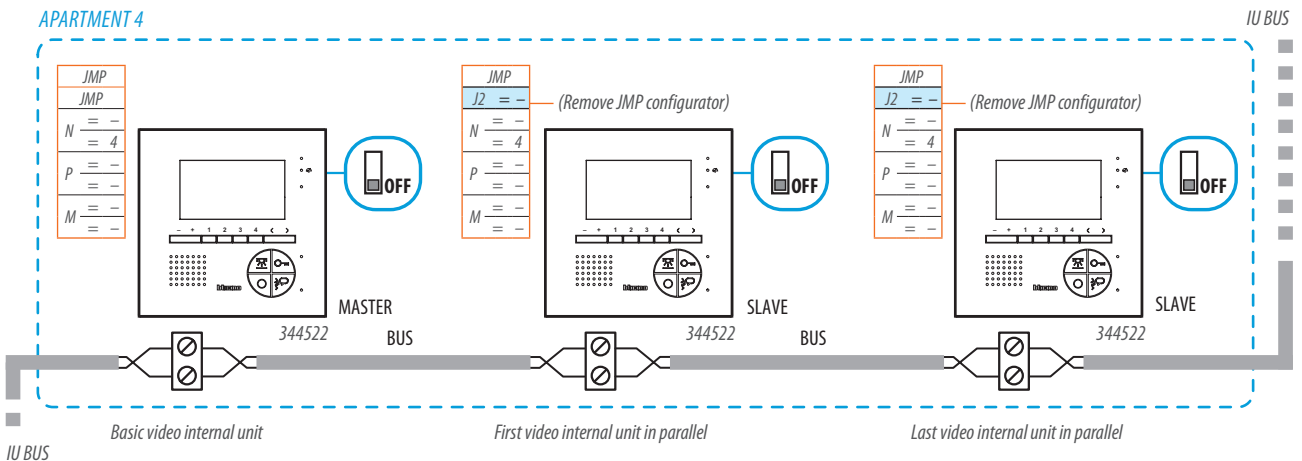 APARTMENT 4
IU BUS
JMP
JMP
N = –
= 4
P = –
= –
M = –
= –
OFF
– + 1 2 3 4 < >
bticino
MASTER
344522
JMP
J2 = –
(Remove JMP configurator)
N = –
= 4
P = –
= –
M = –
= –
OFF
– + 1 2 3 4 < >
bticino
SLAVE
344522
JMP
J2 = –
(Remove JMP configurator)
N = –
= 4
P = –
= –
M = –
= –
OFF
– + 1 2 3 4 < >
bticino
SLAVE
344522
BUS
BUS
Basic video internal unit
First video internal unit in parallel
Last video internal unit in parallel
IU BUS